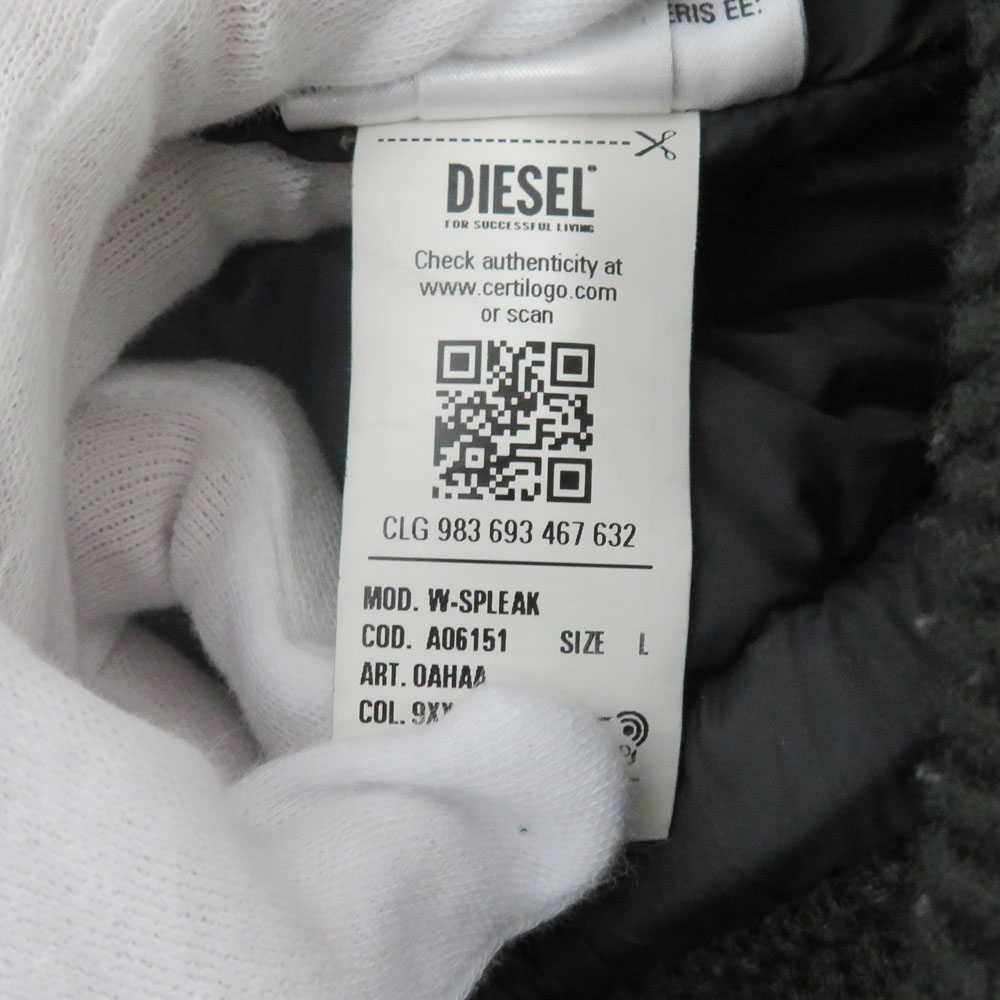 EE:
DIESEL
FOR SUCCESSFUL LIVING
Check authenticity at
www.certilogo.com
or scan
CLG 983 693 467 632
MOD. W-SPLEAK
COD. A06151 SIZE L
ART. 0AHAA
COL.